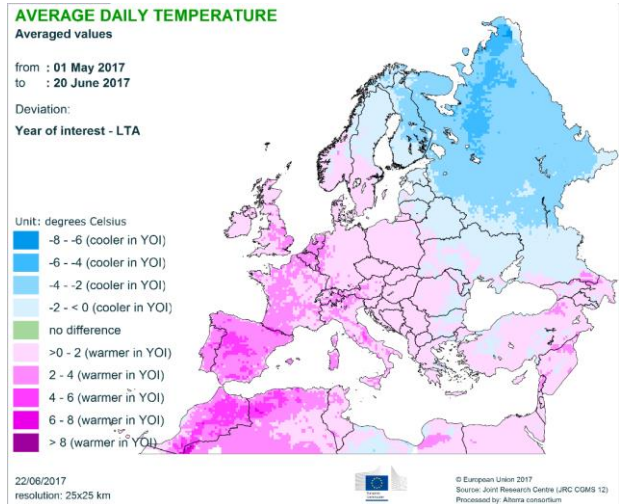 AVERAGE DAILY TEMPERATURE
Averaged values
from : 01 May 2017
to : 20 June 2017
Deviation:
Year of interest - LTA
Unit: degrees Celsius
-8 - -6 (cooler in YOI)
-6 - -4 (cooler in YOI)
-4 - -2 (cooler in YOI)
-2 - < 0 (cooler in YOI)
no difference
>0 - 2 (warmer in YOI)
2 - 4 (warmer in YOI)
4 - 6 (warmer in YOI)
6 - 8 (warmer in YOI)
> 8 (warmer in YOI)
22/06/2017
resolution: 25x25 km
© European Union 2017
Source: Joint Research Centre (JRC CGMS 12)
Processed by: Alterra consortium